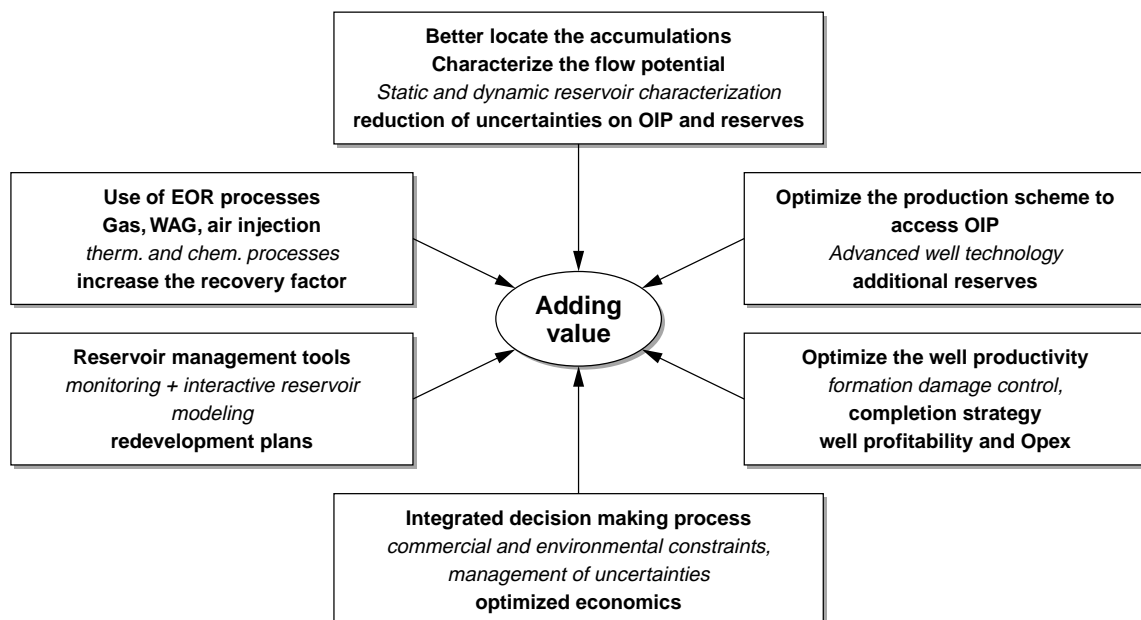 Better locate the accumulations
Characterize the flow potential
Static and dynamic reservoir characterization
reduction of uncertainties on OIP and reserves
Use of EOR processes
Gas, WAG, air injection
therm. and chem. processes
increase the recovery factor
Optimize the production scheme to
access OIP
Advanced well technology
additional reserves
Adding
value
Reservoir management tools
monitoring + interactive reservoir
modeling
redevelopment plans
Optimize the well productivity
formation damage control,
completion strategy
well profitability and Opex
Integrated decision making process
commercial and environmental constraints,
management of uncertainties
optimized economics